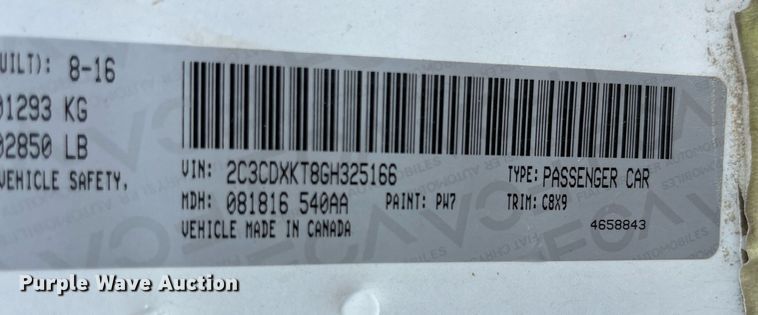 UILT): 8-16
01293 KG
02850 LB
VEHICLE SAFETY,
VIN: 2C3CDXKT8GH325166 TYPE: PASSENGER CAR
MDH: 081816 540AA PAINT: PW7 TRIM: C8X9
VEHICLE MADE IN CANADA 4658843
Purple Wave Auction